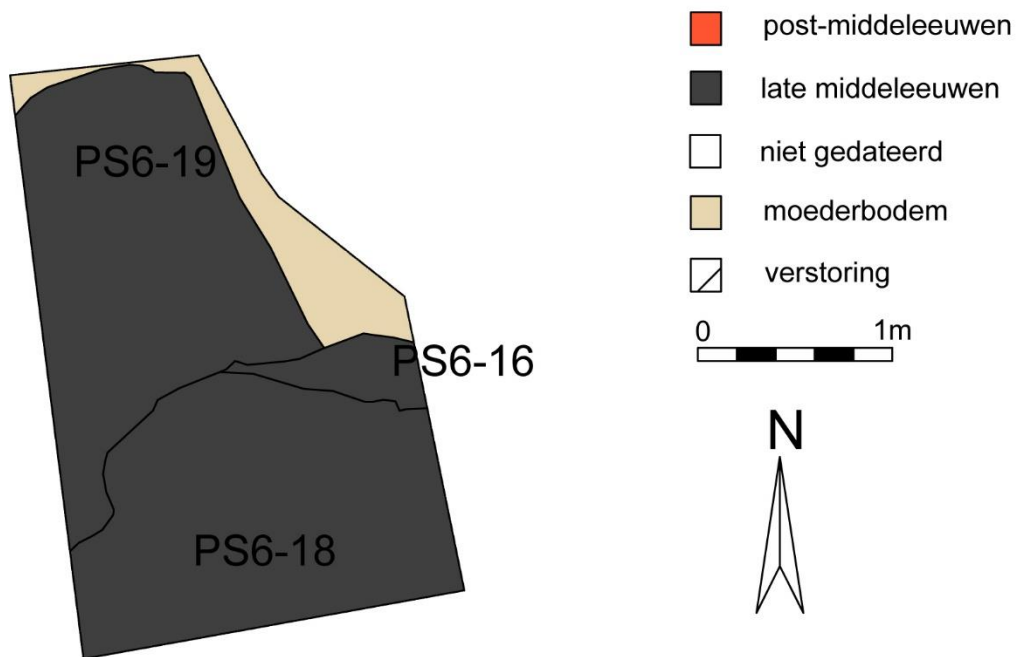 PS6-19
PS6-16
PS6-18
post-middeleeuwen
late middeleeuwen
niet gedateerd
moederbodem
verstoring
0 1m
N